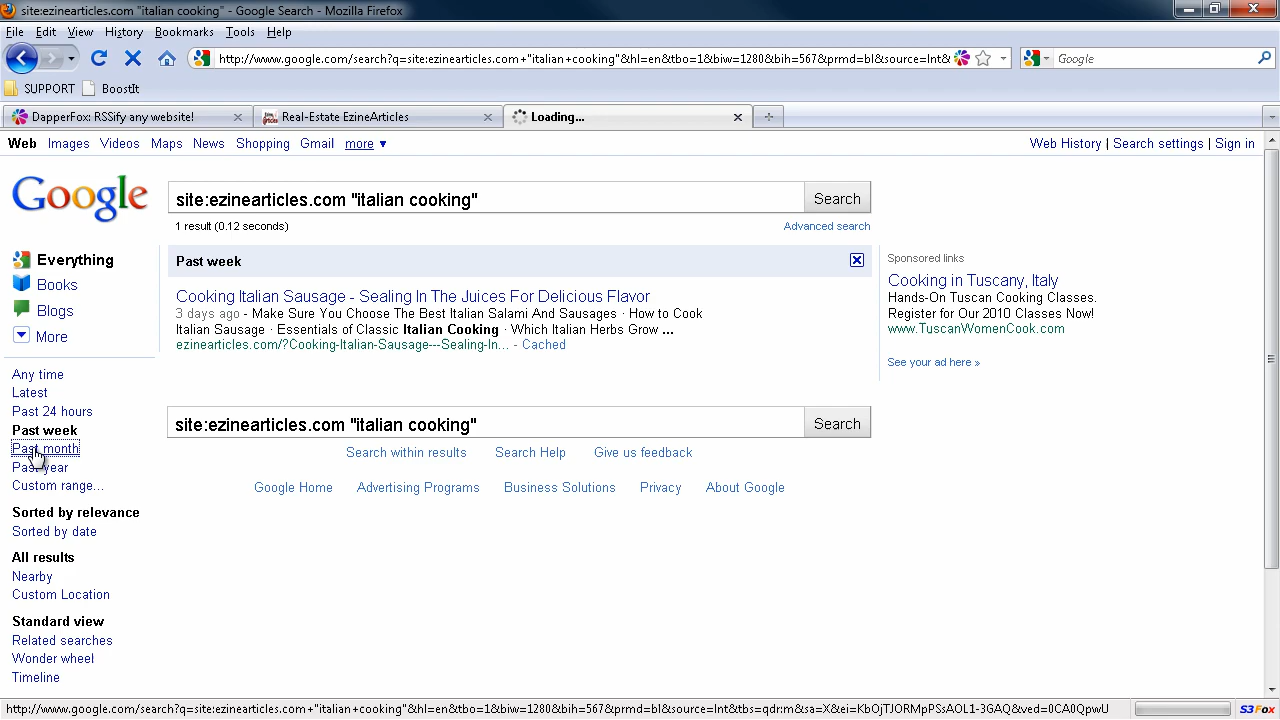 site:ezinearticles.com "italian cooking" - Google Search - Mozilla Firefox
File Edit View History Bookmarks Tools Help
http://www.google.com/search?q=site:ezinearticles.com+"italian+cooking"&hl=en&tbo=1&biw=1280&bih=567&prmd=bl&source=lnt&
Google
SUPPORT BoostIt
DapperFox: RSSify any website! Real-Estate EzineArticles Loading...
Web Images Videos Maps News Shopping Gmail more ▼ Web History | Search settings | Sign in
Google
site:ezinearticles.com "italian cooking" Search
1 result (0.12 seconds) Advanced search
Everything
Books
Blogs
More
Any time
Latest
Past 24 hours
Past week
Past month
Past year
Custom range...
Sorted by relevance
Sorted by date
All results
Nearby
Custom Location
Standard view
Related searches
Wonder wheel
Timeline
Past week
Cooking Italian Sausage - Sealing In The Juices For Delicious Flavor
3 days ago - Make Sure You Choose The Best Italian Salami And Sausages · How to Cook
Italian Sausage · Essentials of Classic Italian Cooking · Which Italian Herbs Grow ...
ezinearticles.com/?Cooking-Italian-Sausage---Sealing-In... - Cached
Sponsored links
Cooking in Tuscany, Italy
Hands-On Tuscan Cooking Classes.
Register for Our 2010 Classes Now!
www.TuscanWomenCook.com
See your ad here »
site:ezinearticles.com "italian cooking" Search
Search within results Search Help Give us feedback
Google Home Advertising Programs Business Solutions Privacy About Google
http://www.google.com/search?q=site:ezinearticles.com+"italian+cooking"&hl=en&tbo=1&biw=1280&bih=567&prmd=bl&source=lnt&tbs=qdr:m&sa=X&ei=KbOjTJORMpPSsAOL1-3GAQ&ved=0CA0QpwU
S3Fox